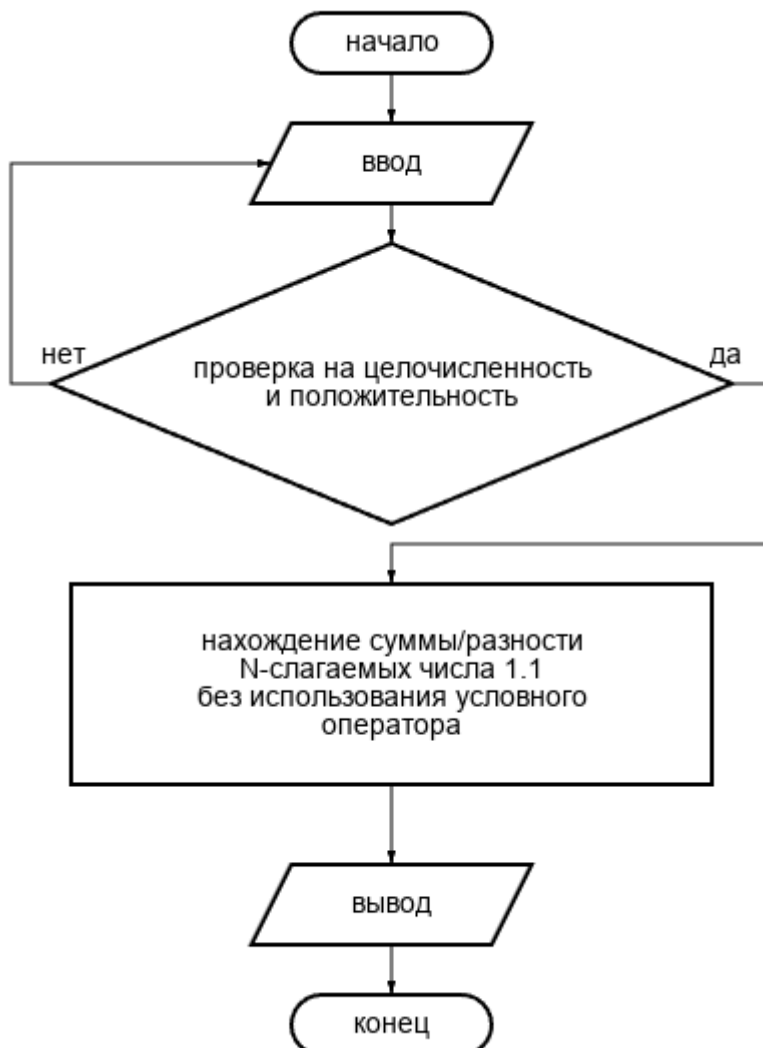 начало
ввод
нет
да
проверка на целочисленность
и положительность
нахождение суммы/разности
N-слагаемых числа 1.1
без использования условного
оператора
вывод
конец